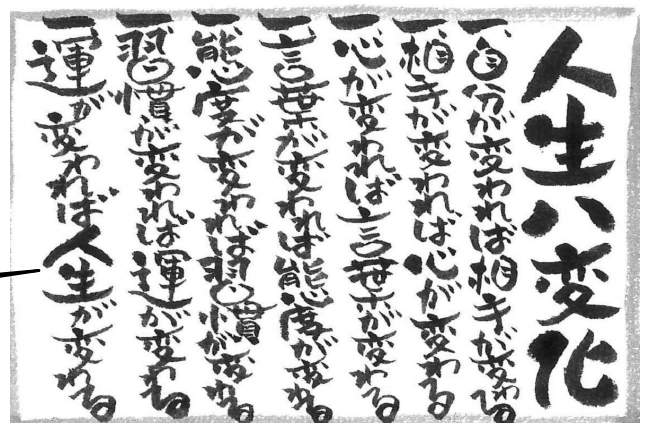 人生八変化
一自分が変われば相手が変わる
一相手が変われば心が変わる
一心が変われば言葉が変わる
一言葉が変われば態度が変わる
一態度が変われば習慣が変わる
一習慣が変われば運が変わる
一運が変われば人生が変わる